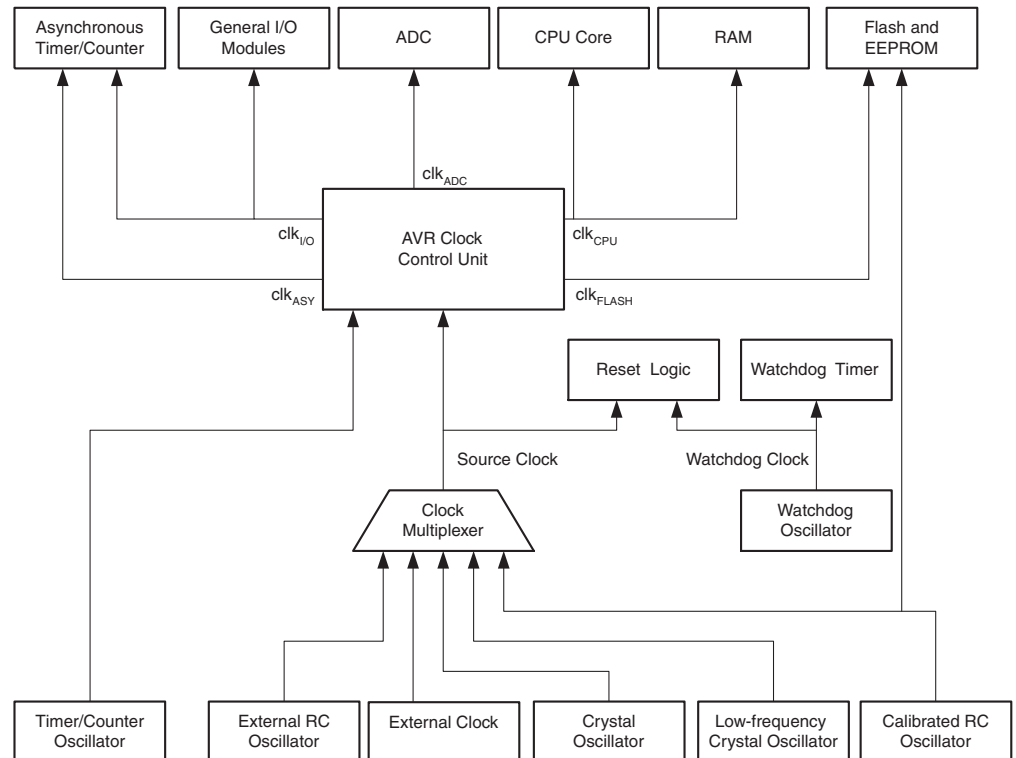 Asynchronous
Timer/Counter
General I/O
Modules
ADC
CPU Core
RAM
Flash and
EEPROM
clkADC
clkI/O
AVR Clock
Control Unit
clkCPU
clkASY
clkFLASH
Reset Logic
Watchdog Timer
Source Clock
Watchdog Clock
Clock
Multiplexer
Watchdog
Oscillator
Timer/Counter
Oscillator
External RC
Oscillator
External Clock
Crystal
Oscillator
Low-frequency
Crystal Oscillator
Calibrated RC
Oscillator